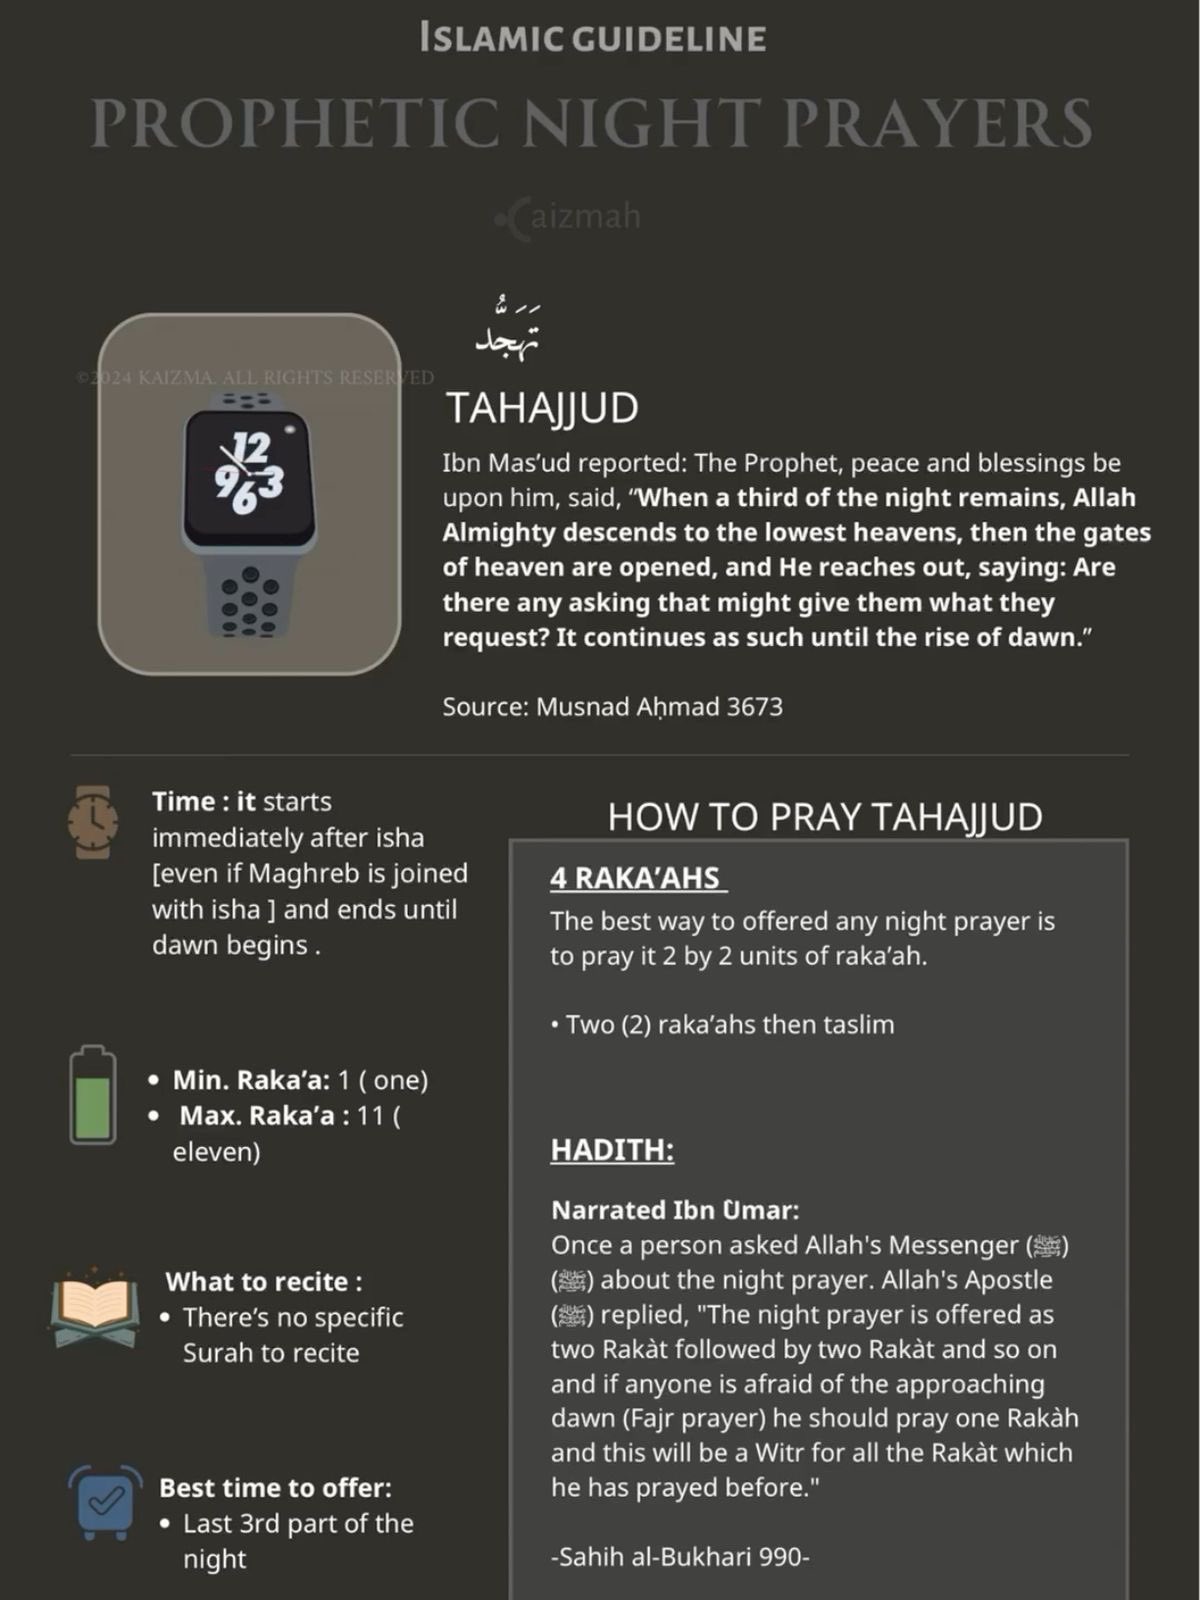 Islamic guideline
PROPHETIC NIGHT PRAYERS
aizmah
تَهَجُّد
©2024 KAIZMA. ALL RIGHTS RESERVED
12
9 3
6
TAHAJJUD
Ibn Mas’ud reported: The Prophet, peace and blessings be
upon him, said, “When a third of the night remains, Allah
Almighty descends to the lowest heavens, then the gates
of heaven are opened, and He reaches out, saying: Are
there any asking that might give them what they
request? It continues as such until the rise of dawn.”
Source: Musnad Aḥmad 3673
Time : it starts
immediately after isha
[even if Maghreb is joined
with isha ] and ends until
dawn begins .
• Min. Raka’a: 1 ( one)
• Max. Raka’a : 11 (
eleven)
What to recite :
• There’s no specific
Surah to recite
Best time to offer:
• Last 3rd part of the
night
HOW TO PRAY TAHAJJUD
4 RAKA’AHS
The best way to offered any night prayer is
to pray it 2 by 2 units of raka’ah.
• Two (2) raka’ahs then taslim
HADITH:
Narrated Ibn Ùmar:
Once a person asked Allah's Messenger (ﷺ)
(ﷺ) about the night prayer. Allah's Apostle
(ﷺ) replied, "The night prayer is offered as
two Rakàt followed by two Rakàt and so on
and if anyone is afraid of the approaching
dawn (Fajr prayer) he should pray one Rakàh
and this will be a Witr for all the Rakàt which
he has prayed before."
-Sahih al-Bukhari 990-